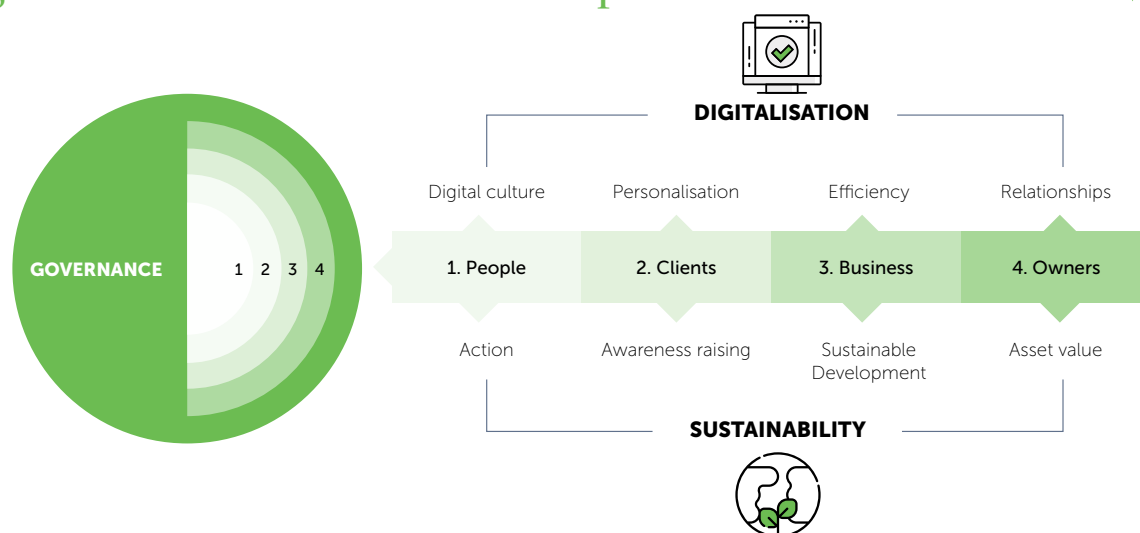 DIGITALISATION
Digital culture
Personalisation
Efficiency
Relationships
GOVERNANCE
1 2 3 4
1. People
2. Clients
3. Business
4. Owners
Action
Awareness raising
Sustainable
Development
Asset value
SUSTAINABILITY